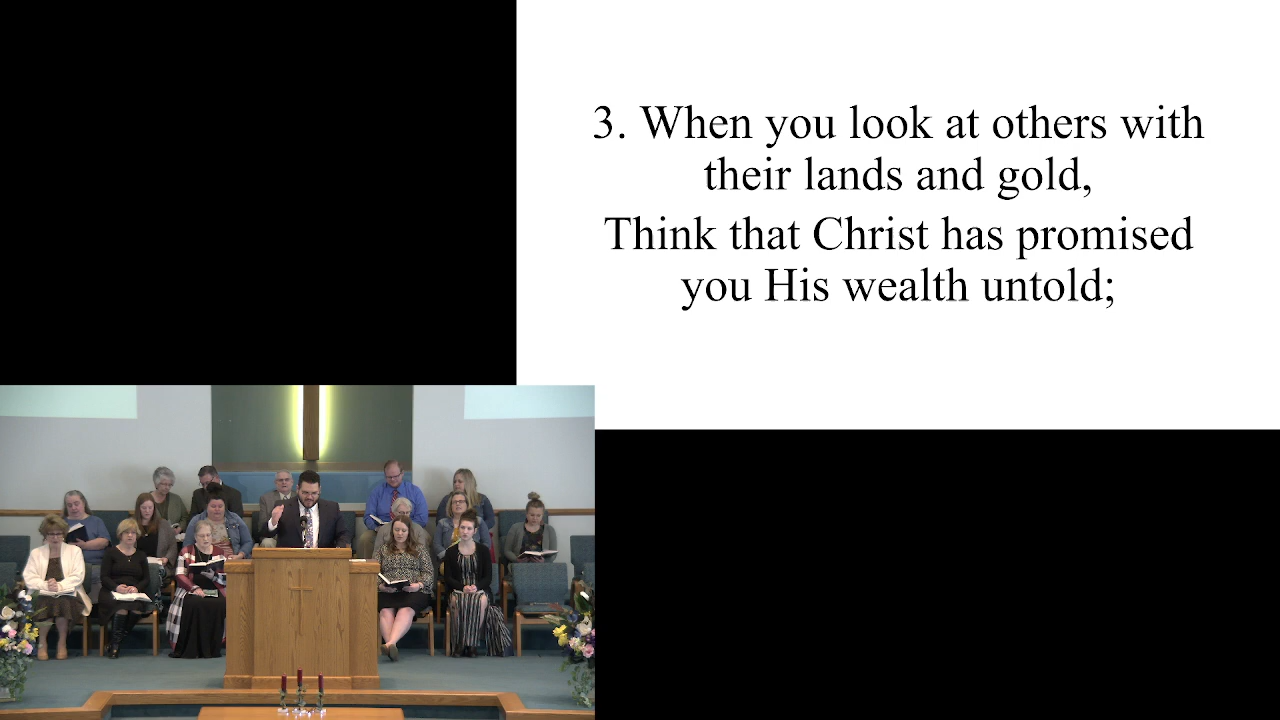 3. When you look at others with
their lands and gold,
Think that Christ has promised
you His wealth untold;